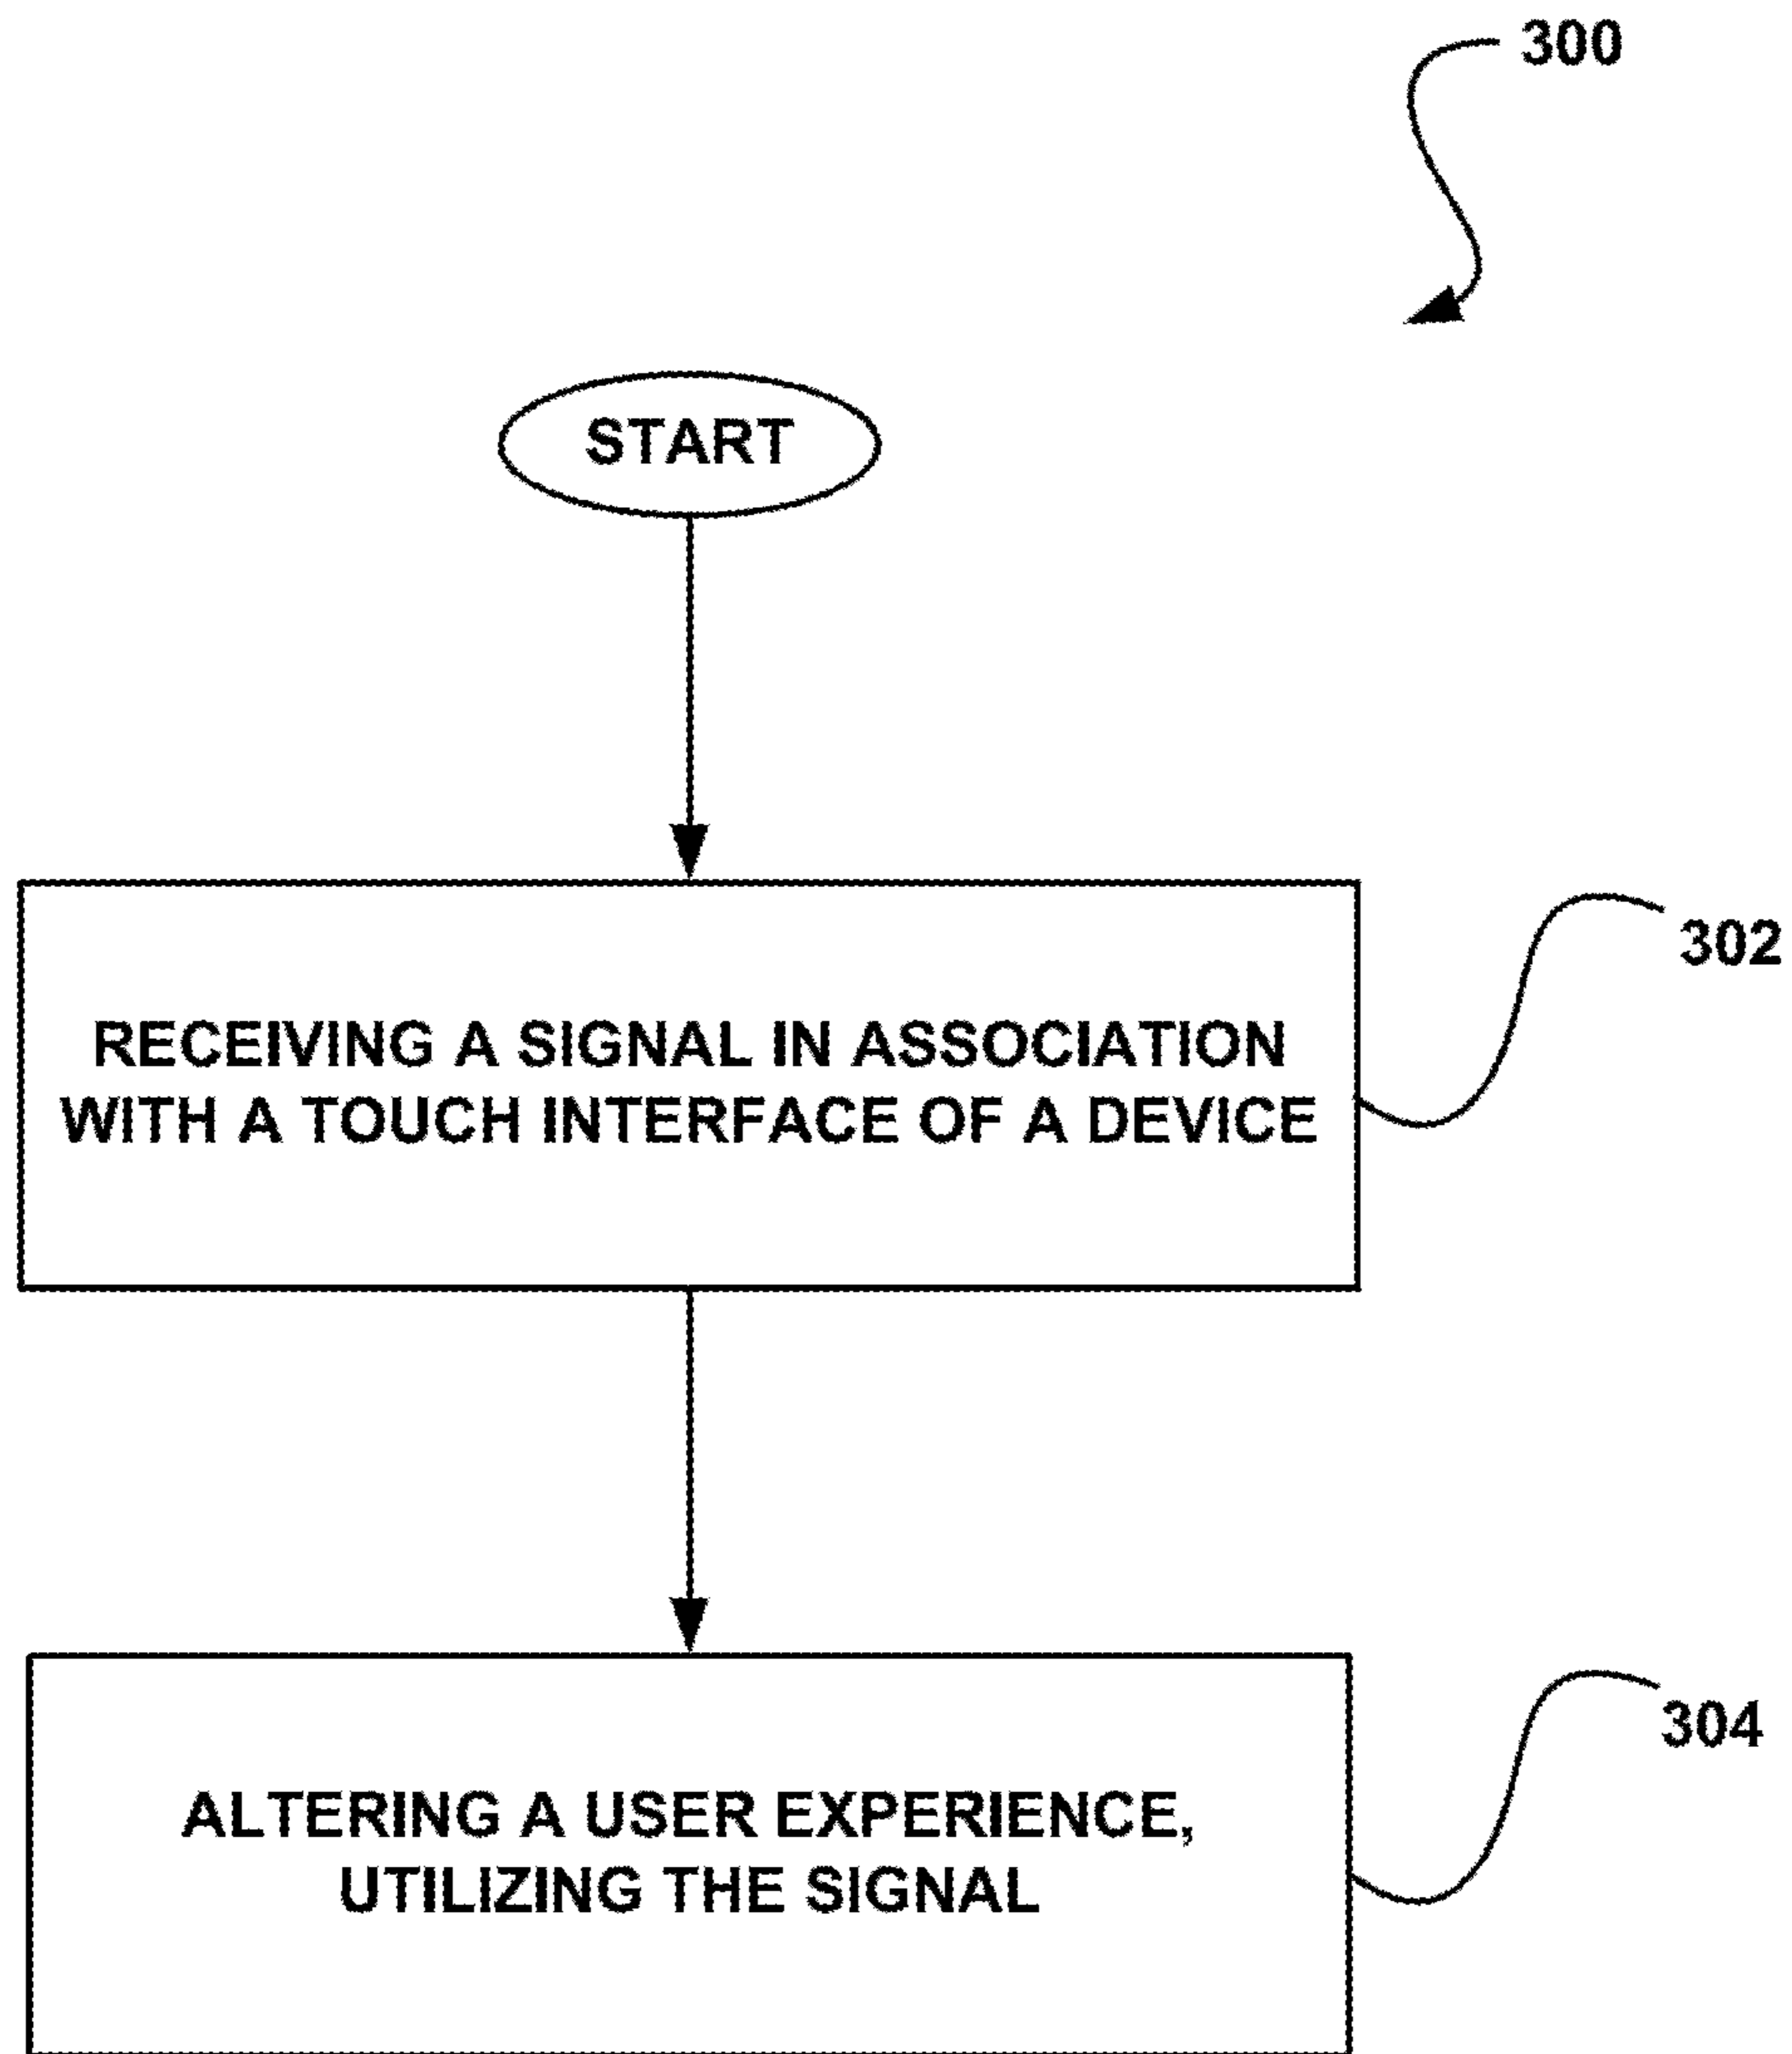 300
START
RECEIVING A SIGNAL IN ASSOCIATION
WITH A TOUCH INTERFACE OF A DEVICE
302
ALTERING A USER EXPERIENCE,
UTILIZING THE SIGNAL
304